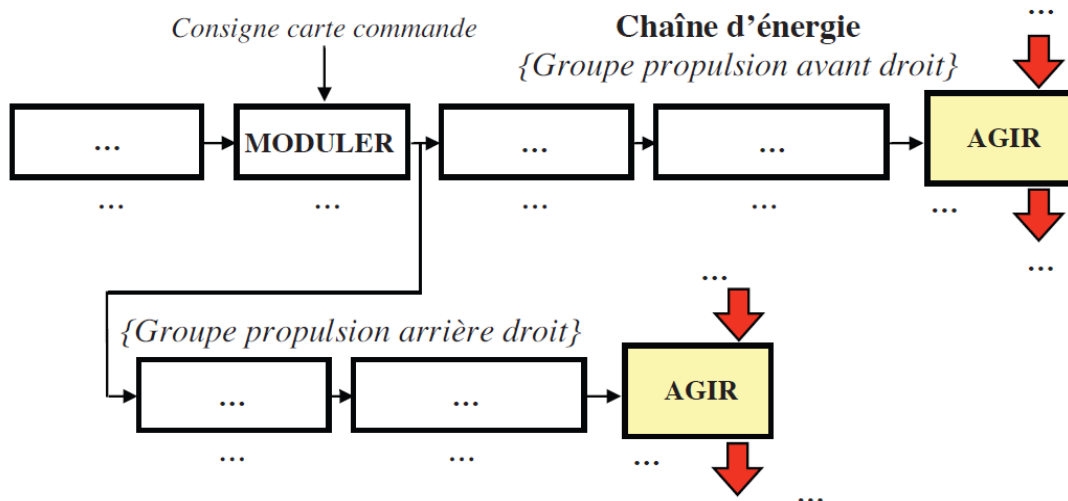 ...
Consigne carte commande
Chaîne d'énergie
{Groupe propulsion avant droit}
...
MODULER
...
...
AGIR
...
...
...
...
...
...
{Groupe propulsion arrière droit}
...
...
AGIR
...
...
...
...